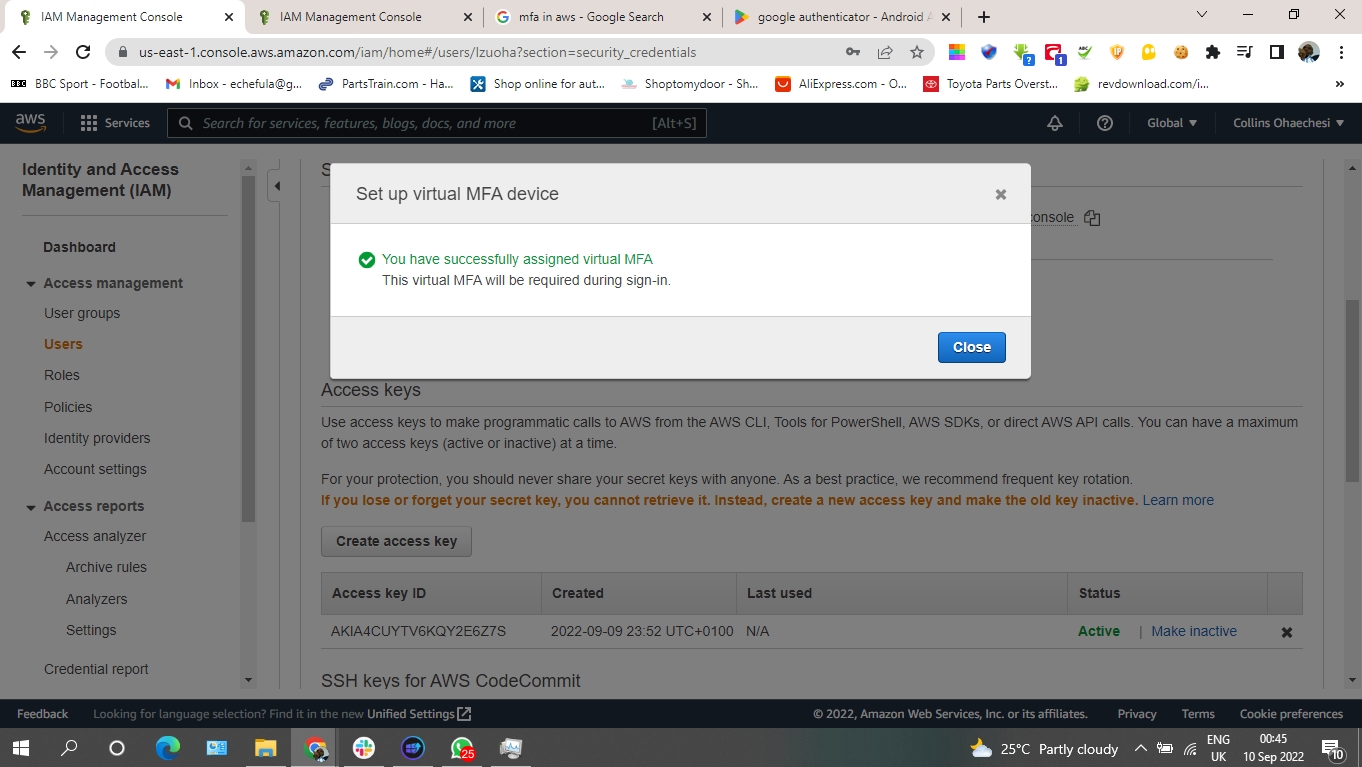 IAM Management Console
IAM Management Console
mfa in aws - Google Search
google authenticator - Android A
us-east-1.console.aws.amazon.com/iam/home#/users/Izuoha?section=security_credentials
BBC Sport - Footbal...
Inbox - echefula@g...
PartsTrain.com - Ha...
Shop online for aut...
Shoptomydoor - Sh...
AliExpress.com - O...
Toyota Parts Overst...
revdownload.com/i...
»
aws
Services
Search for services, features, blogs, docs, and more
[Alt+S]
Global
Collins Ohaechesi
Identity and Access
Management (IAM)
Dashboard
Access management
User groups
Users
Roles
Policies
Identity providers
Account settings
Access reports
Access analyzer
Archive rules
Analyzers
Settings
Credential report
S
console
Set up virtual MFA device
You have successfully assigned virtual MFA
This virtual MFA will be required during sign-in.
Close
Access keys
Use access keys to make programmatic calls to AWS from the AWS CLI, Tools for PowerShell, AWS SDKs, or direct AWS API calls. You can have a maximum
of two access keys (active or inactive) at a time.
For your protection, you should never share your secret keys with anyone. As a best practice, we recommend frequent key rotation.
If you lose or forget your secret key, you cannot retrieve it. Instead, create a new access key and make the old key inactive. Learn more
Create access key
Access key ID Created Last used Status
AKIA4CUYTV6KQY2E6Z7S 2022-09-09 23:52 UTC+0100 N/A Active | Make inactive
SSH keys for AWS CodeCommit
Feedback
Looking for language selection? Find it in the new Unified Settings
© 2022, Amazon Web Services, Inc. or its affiliates.
Privacy
Terms
Cookie preferences
25
25°C Partly cloudy
ENG
UK
00:45
10 Sep 2022
10